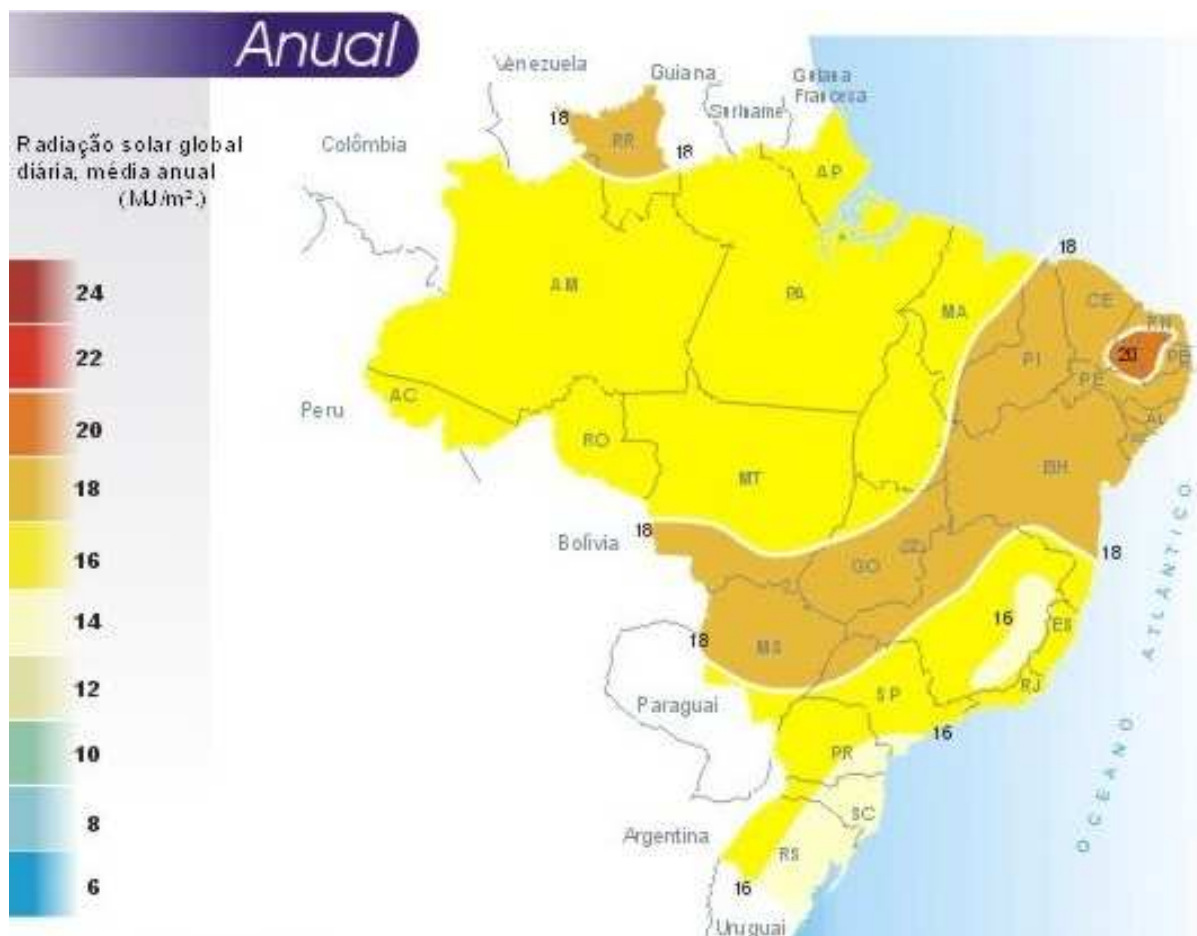 Anual
Radiação solar global
diária, média anual
(MJ/m².)
24
22
20
18
16
14
12
10
8
6
Venezuela
Guiana
Guiana
Francesa
Suriname
Colômbia
18
RR
18
AP
18
AM
PA
MA
CE
RN
20
PB
PI
PE
AC
AL
Peru
RO
MT
BH
18
Bolívia
GO
18
16
ES
18
MS
RJ
SP
Paraguai
16
PR
SC
Argentina
RS
16
Uruguai
OCEANO ATLANTICO